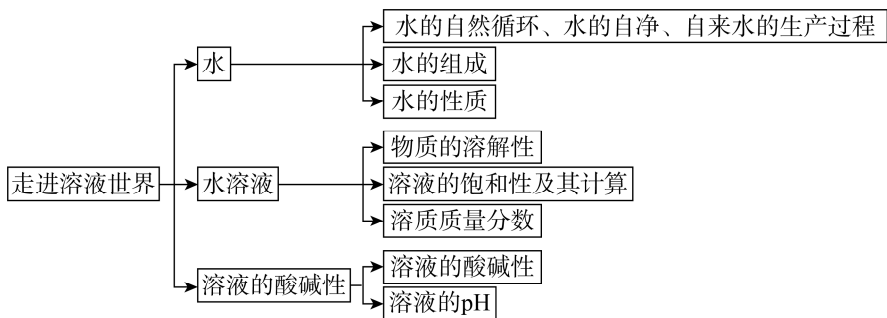 水的自然循环、水的自净、自来水的生产过程
水
水的组成
水的性质
物质的溶解性
走进溶液世界
水溶液
溶液的饱和性及其计算
溶质质量分数
溶液的酸碱性
溶液的酸碱性
溶液的pH